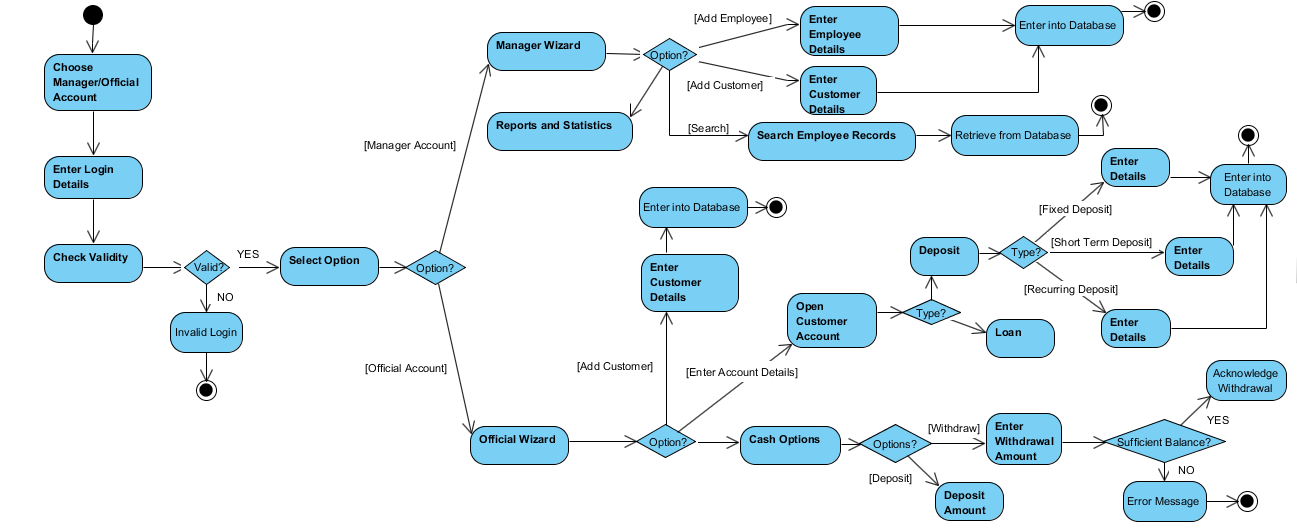 Choose
Manager/Official
Account
Enter Login
Details
Check Validity
Valid?
YES
NO
Invalid Login
Select Option
Option?
[Manager Account]
[Official Account]
Manager Wizard
Option?
[Add Employee]
Enter
Employee
Details
Enter into Database
[Add Customer]
Enter
Customer
Details
Reports and Statistics
[Search]
Search Employee Records
Retrieve from Database
Official Wizard
Option?
[Add Customer]
Enter
Customer
Details
Enter into Database
[Enter Account Details]
Open
Customer
Account
Type?
Deposit
Loan
Type?
[Fixed Deposit]
Enter
Details
[Short Term Deposit]
Enter
Details
[Recurring Deposit]
Enter
Details
Enter into
Database
Cash Options
Options?
[Withdraw]
Enter
Withdrawal
Amount
[Deposit]
Deposit
Amount
Sufficient Balance?
YES
Acknowledge
Withdrawal
NO
Error Message